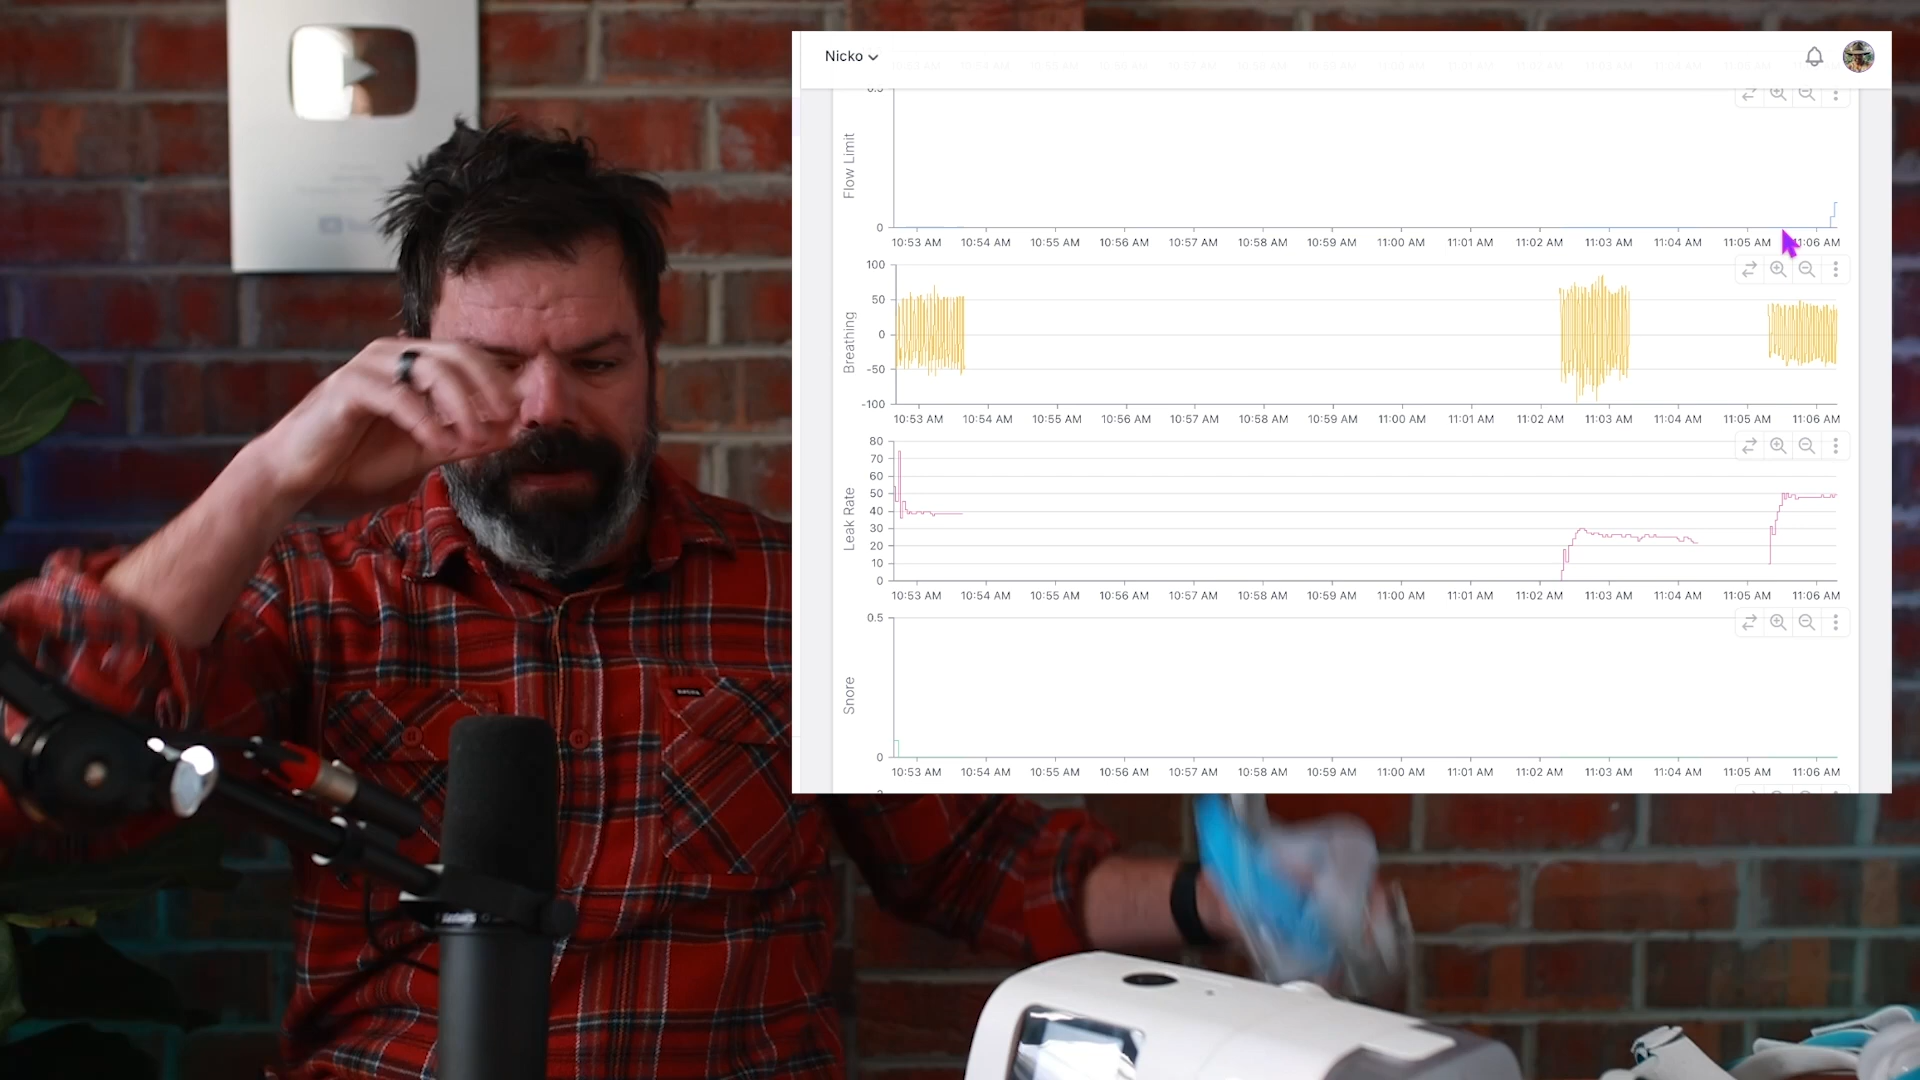 Nicko
0.5
Flow Limit
0
10:53 AM 10:54 AM 10:55 AM 10:56 AM 10:57 AM 10:58 AM 10:59 AM 11:00 AM 11:01 AM 11:02 AM 11:03 AM 11:04 AM 11:05 AM 11:06 AM
Breathing
100
50
0
-50
-100
10:53 AM 10:54 AM 10:55 AM 10:56 AM 10:57 AM 10:58 AM 10:59 AM 11:00 AM 11:01 AM 11:02 AM 11:03 AM 11:04 AM 11:05 AM 11:06 AM
Leak Rate
80
70
60
50
40
30
20
10
0
10:53 AM 10:54 AM 10:55 AM 10:56 AM 10:57 AM 10:58 AM 10:59 AM 11:00 AM 11:01 AM 11:02 AM 11:03 AM 11:04 AM 11:05 AM 11:06 AM
0.5
Snore
0
10:53 AM 10:54 AM 10:55 AM 10:56 AM 10:57 AM 10:58 AM 10:59 AM 11:00 AM 11:01 AM 11:02 AM 11:03 AM 11:04 AM 11:05 AM 11:06 AM